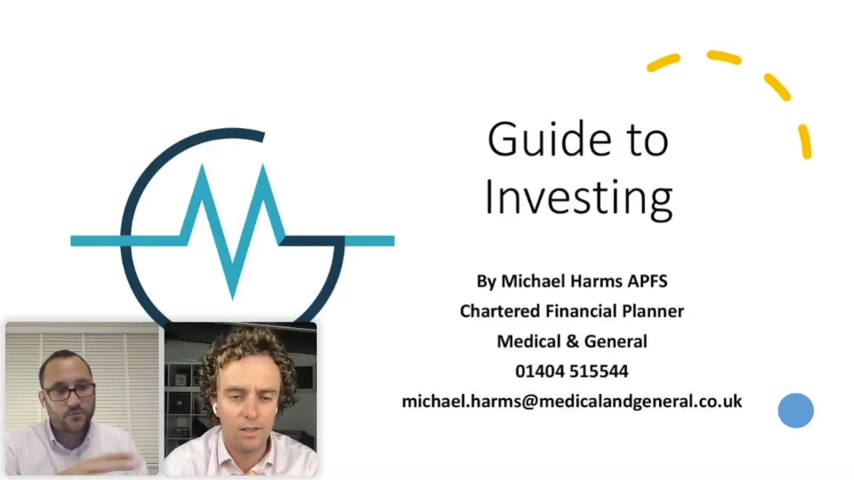 Guide to
Investing
By Michael Harms APFS
Chartered Financial Planner
Medical & General
01404 515544
michael.harms@medicalandgeneral.co.uk